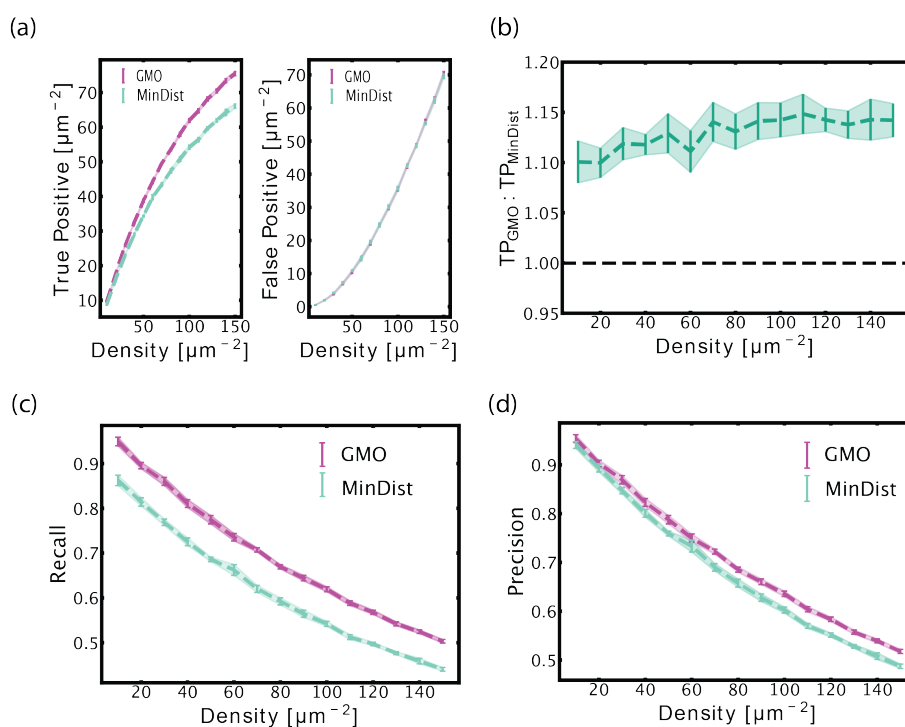 (a)
GMO
MinDist
True Positive [µm⁻²]
70
60
50
40
30
20
10
50
100
150
Density [µm⁻²]
GMO
MinDist
False Positive [µm⁻²]
70
60
50
40
30
20
10
0
50
100
150
Density [µm⁻²]
(b)
TP_GMO : TP_MinDist
1.20
1.15
1.10
1.05
1.00
0.95
20 40 60 80 100 120 140
Density [µm⁻²]
(c)
GMO
MinDist
Recall
0.9
0.8
0.7
0.6
0.5
20 40 60 80 100 120 140
Density [µm⁻²]
(d)
GMO
MinDist
Precision
0.9
0.8
0.7
0.6
0.5
20 40 60 80 100 120 140
Density [µm⁻²]